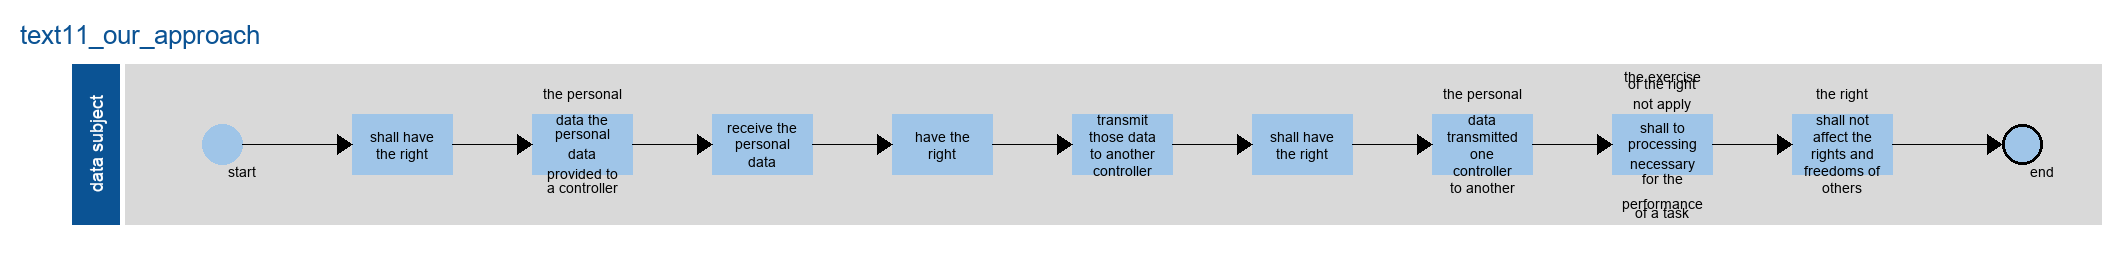 text11_our_approach
data subject
start
shall have
the right
the personal
data the
personal
data
provided to
a controller
receive the
personal
data
have the
right
transmit
those data
to another
controller
shall have
the right
the personal
data
transmitted
one
controller
to another
the exercise
of the right
not apply
shall to
processing
necessary
for the
performance
of a task
the right
shall not
affect the
rights and
freedoms of
others
end